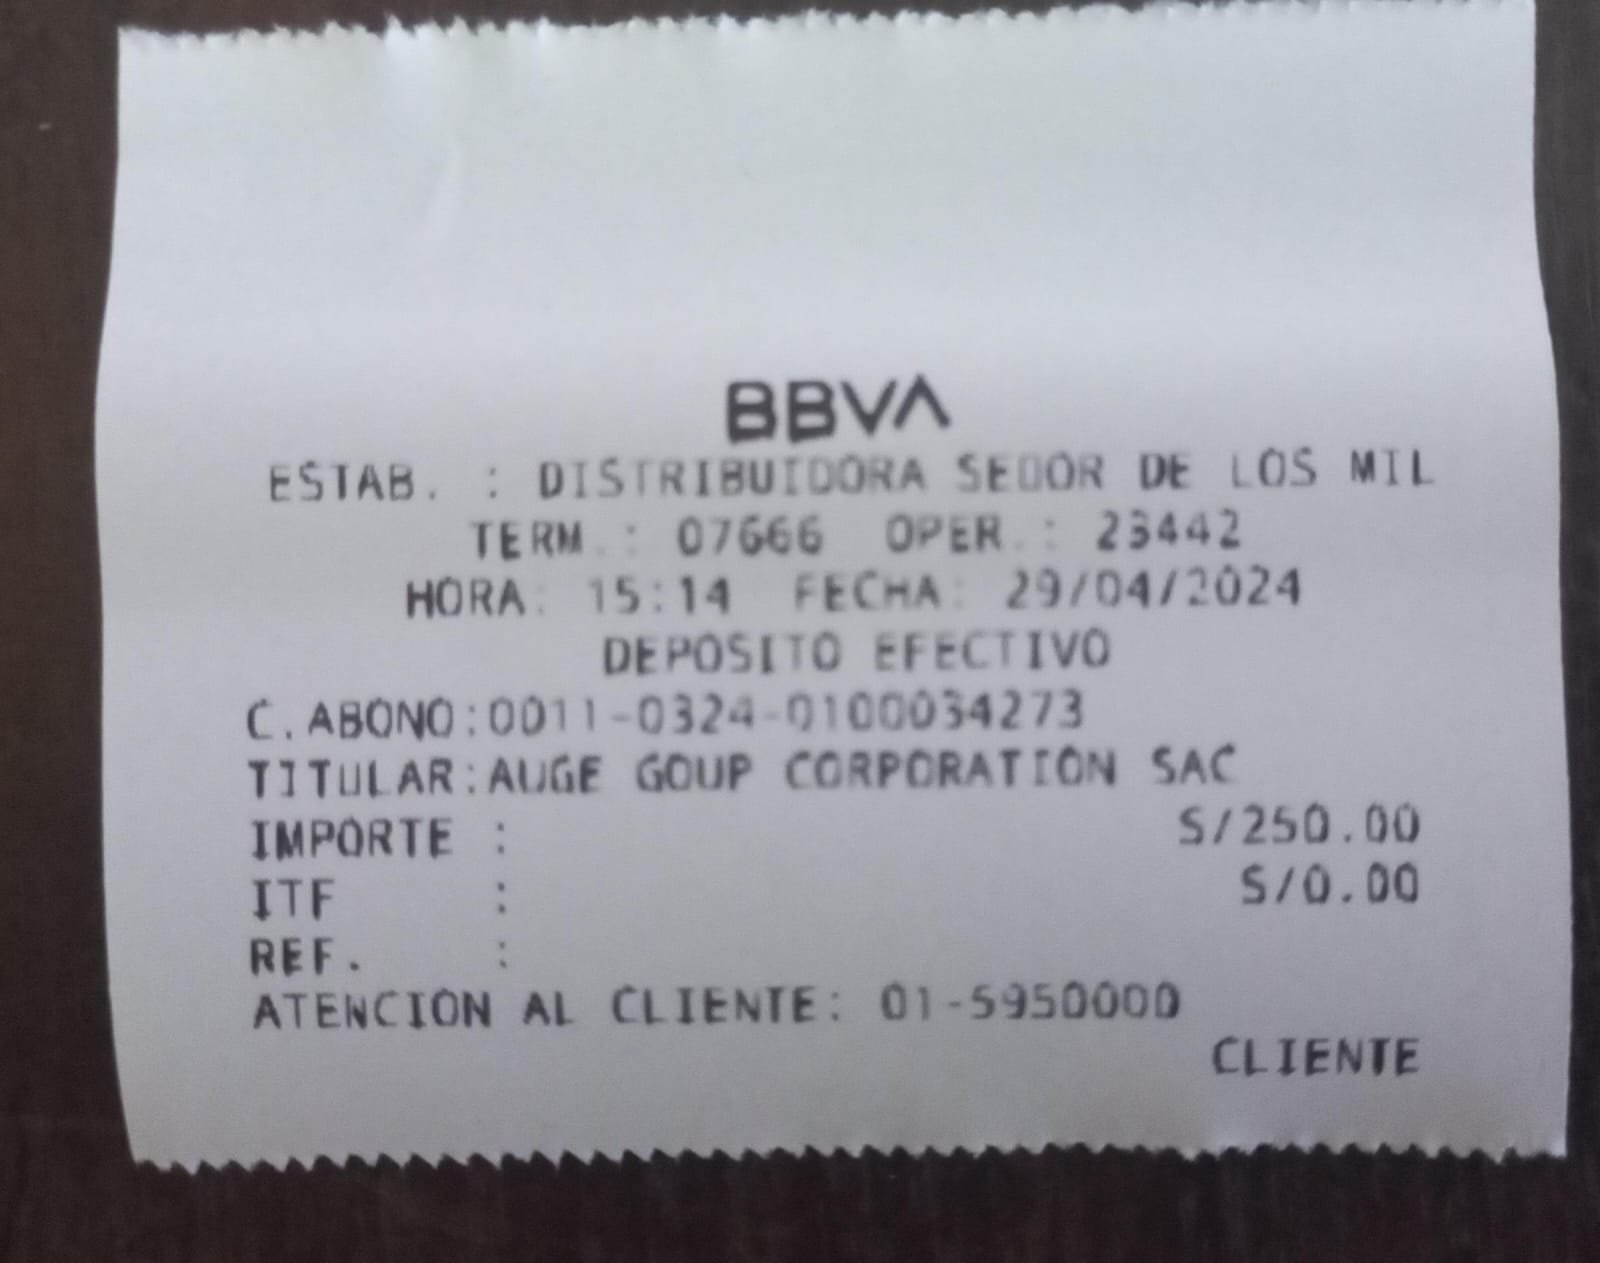 BBVA
ESTAB. : DISTRIBUIDORA SEDOR DE LOS MIL
TERM.: 07666 OPER.: 23442
HORA: 15:14 FECHA: 29/04/2024
DEPOSITO EFECTIVO
C.ABONO:0011-0324-0100034273
TITULAR:AUGE GOUP CORPORATION SAC
IMPORTE : S/250.00
ITF : S/0.00
REF. :
ATENCION AL CLIENTE: 01-5950000
CLIENTE